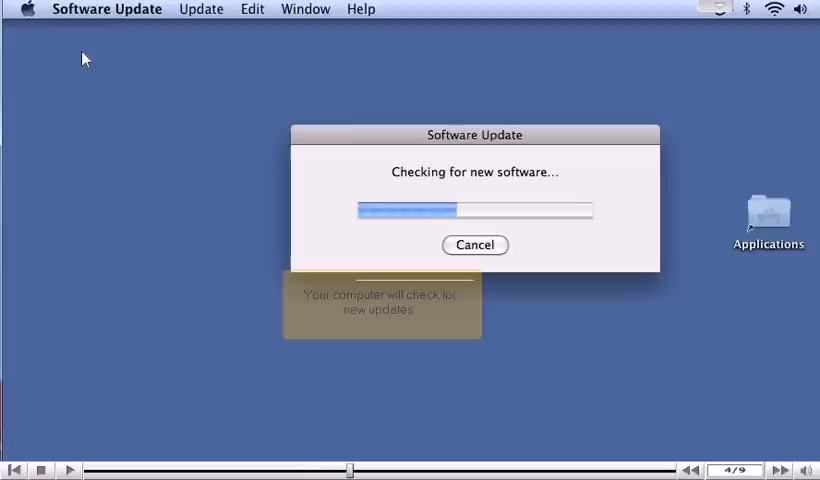 Software Update Update Edit Window Help
Software Update
Checking for new software...
Cancel
Applications
Your computer will check for
new updates
4/9